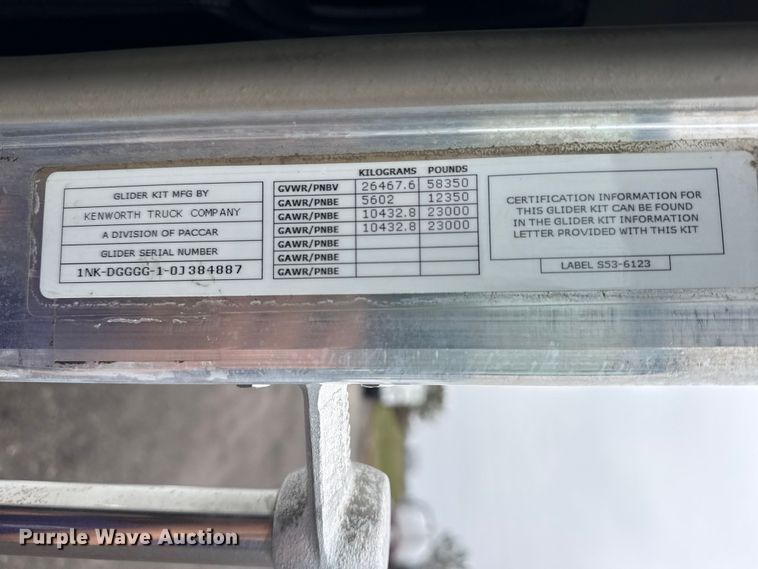 GLIDER KIT MFG BY
KENWORTH TRUCK COMPANY
A DIVISION OF PACCAR
GLIDER SERIAL NUMBER
1NK-DGGGG-1-0J384887
KILOGRAMS POUNDS
GVWR/PNBV 26467.6 58350
GAWR/PNBE 5602 12350
GAWR/PNBE 10432.8 23000
GAWR/PNBE 10432.8 23000
GAWR/PNBE
GAWR/PNBE
GAWR/PNBE
CERTIFICATION INFORMATION FOR
THIS GLIDER KIT CAN BE FOUND
IN THE GLIDER KIT INFORMATION
LETTER PROVIDED WITH THIS KIT
LABEL S53-6123
Purple Wave Auction